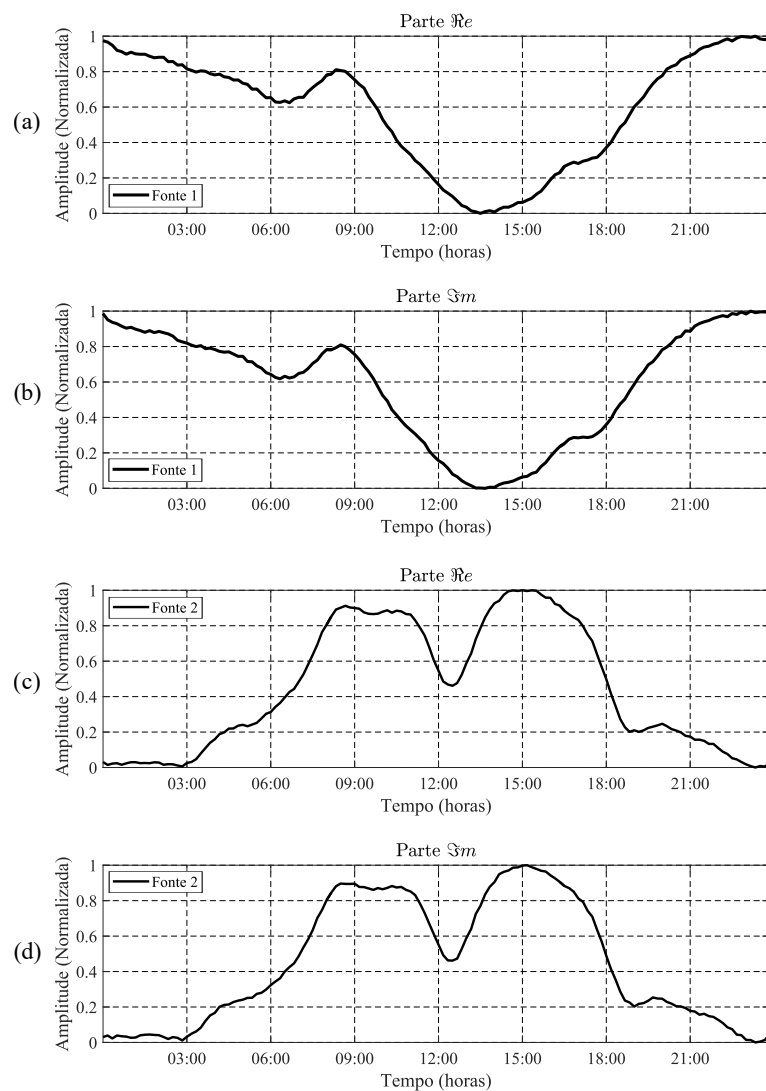 Parte ℜe
(a)
Amplitude (Normalizada)
1
0.8
0.6
0.4
0.2
0
Fonte 1
03:00 06:00 09:00 12:00 15:00 18:00 21:00
Tempo (horas)
Parte ℑm
(b)
Amplitude (Normalizada)
1
0.8
0.6
0.4
0.2
0
Fonte 1
03:00 06:00 09:00 12:00 15:00 18:00 21:00
Tempo (horas)
Parte ℜe
(c)
Amplitude (Normalizada)
1
0.8
0.6
0.4
0.2
0
Fonte 2
03:00 06:00 09:00 12:00 15:00 18:00 21:00
Tempo (horas)
Parte ℑm
(d)
Amplitude (Normalizada)
1
0.8
0.6
0.4
0.2
0
Fonte 2
03:00 06:00 09:00 12:00 15:00 18:00 21:00
Tempo (horas)